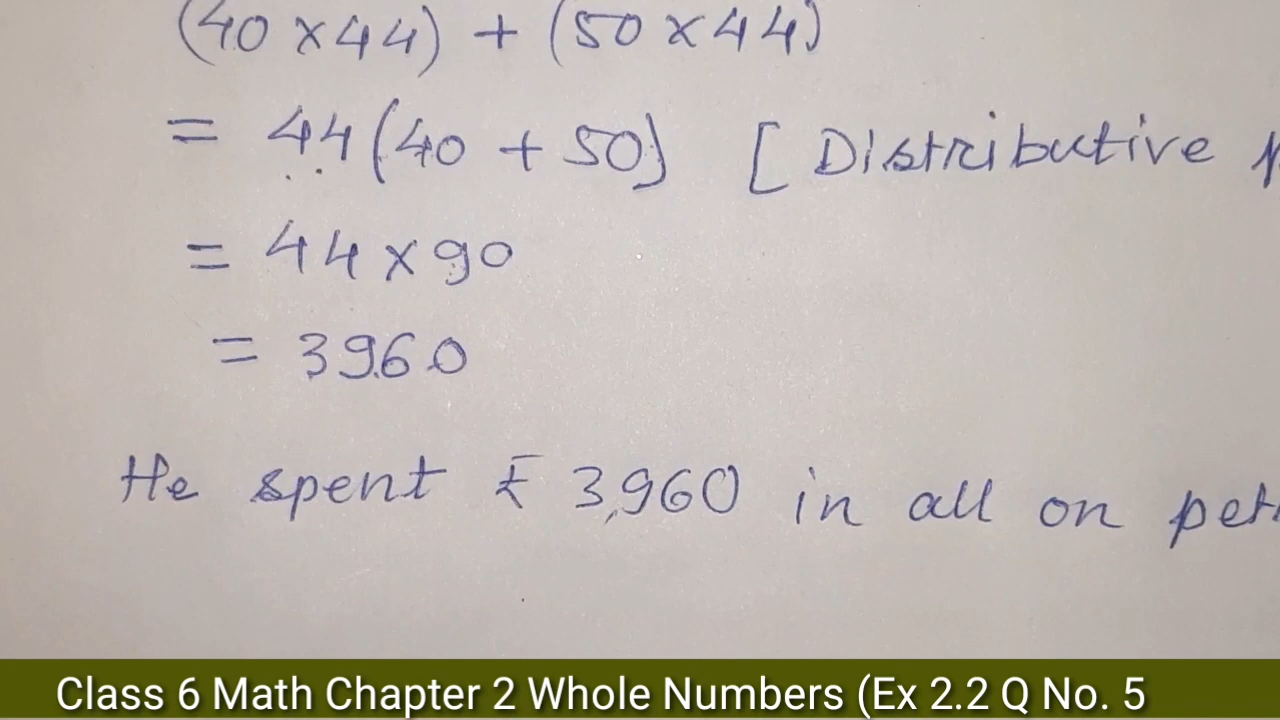 (40 × 44) + (50 × 44)
= 44(40 + 50) [Distributive
= 44 × 90
= 3960
He spent ₹ 3,960 in all on
Class 6 Math Chapter 2 Whole Numbers (Ex 2.2 Q No. 5